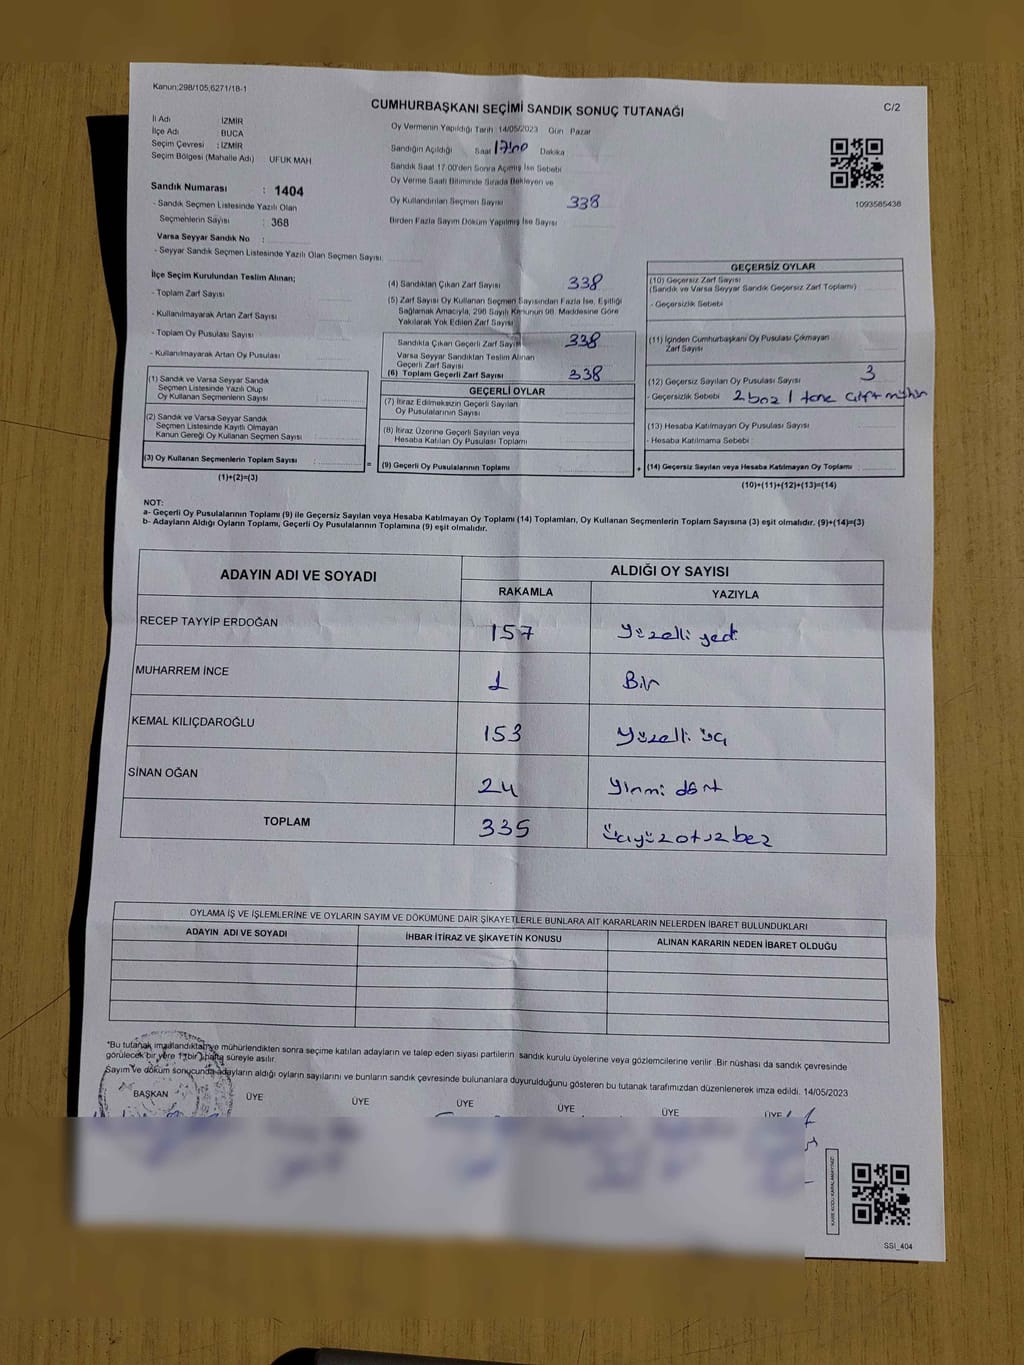 Kanun;298/105,6271/18-1
CUMHURBAŞKANI SEÇİMİ SANDIK SONUÇ TUTANAĞI
C/2
İli Adı İZMİR
İlçe Adı BUCA
Seçim Çevresi : İZMİR
Seçim Bölgesi (Mahalle Adı) UFUK MAH
Sandık Numarası : 1404
- Sandık Seçmen Listesinde Yazılı Olan
Seçmenlerin Sayısı : 368
Varsa Seyyar Sandık No :
- Seyyar Sandık Seçmen Listesinde Yazılı Olan Seçmen Sayısı:
Oy Vermenin Yapıldığı Tarih 14/05/2023 Gün Pazar
Sandığın Açıldığı Saat 17:00 Dakika
Sandık Saat 17:00'den Sonra Açılmış İse Sebebi
Oy Verme Saati Bitiminde Sırada Bekleyen ve
Oy Kullandırılan Seçmen Sayısı 338
Birden Fazla Sayım Döküm Yapılmış İse Sayısı
1093585438
İlçe Seçim Kurulundan Teslim Alınan;
- Toplam Zarf Sayısı
- Kullanılmayarak Artan Zarf Sayısı
- Toplam Oy Pusulası Sayısı
- Kullanılmayarak Artan Oy Pusulası
(1) Sandık ve Varsa Seyyar Sandık
Seçmen Listesinde Yazılı Olup
Oy Kullanan Seçmenlerin Sayısı :
(2) Sandık ve Varsa Seyyar Sandık
Seçmen Listesinde Kayıtlı Olmayan
Kanun Gereği Oy Kullanan Seçmen Sayısı :
(3) Oy Kullanan Seçmenlerin Toplam Sayısı :
(1)+(2)=(3)
(4) Sandıktan Çıkan Zarf Sayısı 338
(5) Zarf Sayısı Oy Kullanan Seçmen Sayısından Fazla İse, Eşitliği
Sağlamak Amacıyla, 298 Sayılı Kanunun 98. Maddesine Göre
Yakılarak Yok Edilen Zarf Sayısı
Sandıkta Çıkan Geçerli Zarf Sayısı 338
Varsa Seyyar Sandıktan Teslim Alınan
Geçerli Zarf Sayısı
(6) Toplam Geçerli Zarf Sayısı 338
GEÇERLİ OYLAR
(7) İtiraz Edilmeksizin Geçerli Sayılan
Oy Pusulalarının Sayısı
(8) İtiraz Üzerine Geçerli Sayılan veya
Hesaba Katılan Oy Pusulası Toplamı
= (9) Geçerli Oy Pusulalarının Toplamı
GEÇERSİZ OYLAR
(10) Geçersiz Zarf Sayısı
(Sandık ve Varsa Seyyar Sandık Geçersiz Zarf Toplamı)
- Geçersizlik Sebebi
(11) İçinden Cumhurbaşkanı Oy Pusulası Çıkmayan
Zarf Sayısı
(12) Geçersiz Sayılan Oy Pusulası Sayısı 3
- Geçersizlik Sebebi 2 boz 1 tane çift mühür
(13) Hesaba Katılmayan Oy Pusulası Sayısı
- Hesaba Katılmama Sebebi
+ (14) Geçersiz Sayılan veya Hesaba Katılmayan Oy Toplamı :
(10)+(11)+(12)+(13)=(14)
NOT:
a- Geçerli Oy Pusulalarının Toplamı (9) ile Geçersiz Sayılan veya Hesaba Katılmayan Oy Toplamı (14) Toplamları, Oy Kullanan Seçmenlerin Toplam Sayısına (3) eşit olmalıdır. (9)+(14)=(3)
b- Adayların Aldığı Oyların Toplamı, Geçerli Oy Pusulalarının Toplamına (9) eşit olmalıdır.
ADAYIN ADI VE SOYADI ALDIĞI OY SAYISI
RAKAMLA YAZIYLA
RECEP TAYYİP ERDOĞAN 157 Yüzelli yedi
MUHARREM İNCE 1 Bir
KEMAL KILIÇDAROĞLU 153 Yüzelli üç
SİNAN OĞAN 24 Yirmi dört
TOPLAM 335 üçyüzotuzbeş
OYLAMA İŞ VE İŞLEMLERİNE VE OYLARIN SAYIM VE DÖKÜMÜNE DAİR ŞİKAYETLERLE BUNLARA AİT KARARLARIN NELERDEN İBARET BULUNDUKLARI
ADAYIN ADI VE SOYADI İHBAR İTİRAZ VE ŞİKAYETİN KONUSU ALINAN KARARIN NEDEN İBARET OLDUĞU
*Bu tutanak imzalandıktan ve mühürlendikten sonra seçime katılan adayların ve talep eden siyasi partilerin sandık kurulu üyelerine veya gözlemcilerine verilir. Bir nüshası da sandık çevresinde
görülecek bir yere 1 (bir) hafta süreyle asılır.
Sayım ve döküm sonucunda adayların aldığı oyların sayılarını ve bunların sandık çevresinde bulunanlara duyurulduğunu gösteren bu tutanak tarafımızdan düzenlenerek imza edildi. 14/05/2023
BAŞKAN ÜYE ÜYE ÜYE ÜYE ÜYE ÜYE
SSI_404